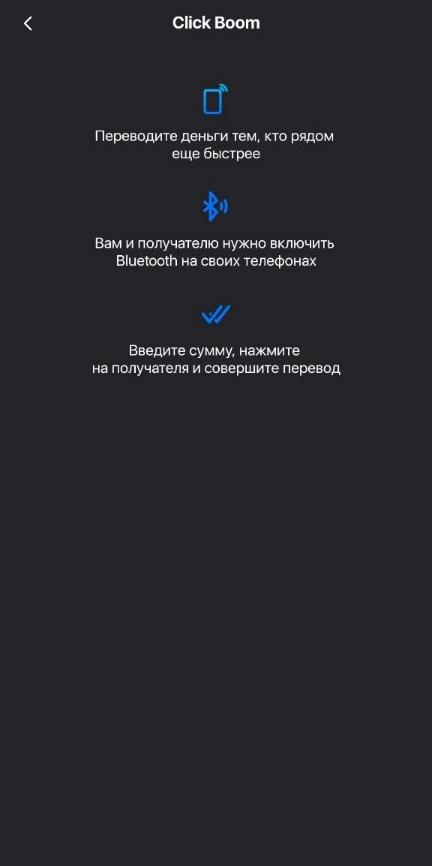 Click Boom
Переводите деньги тем, кто рядом
еще быстрее
Вам и получателю нужно включить
Bluetooth на своих телефонах
Введите сумму, нажмите
на получателя и совершите перевод